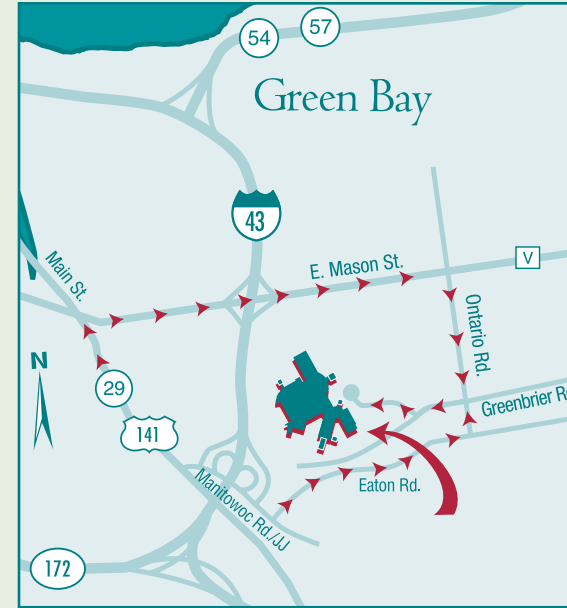 54
57
Green Bay
43
Main St.
E. Mason St.
V
Ontario Rd.
N
29
141
Greenbrier R
Manitowoc Rd./JJ
Eaton Rd.
172